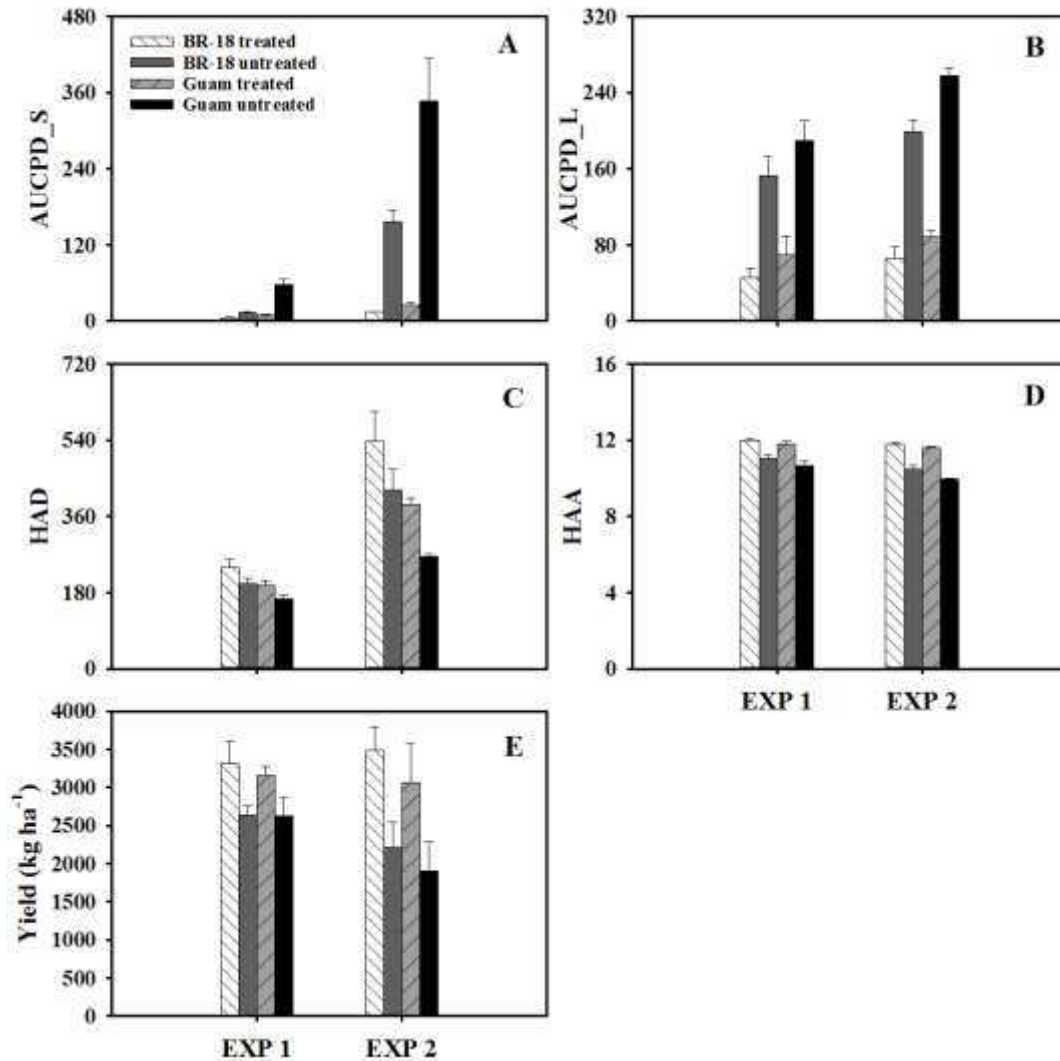 480
360
240
120
0
AUCPD_S
BR-18 treated
BR-18 untreated
Guam treated
Guam untreated
A
320
240
160
80
0
AUCPD_L
B
720
540
360
180
0
HAD
C
16
12
8
4
0
HAA
D
EXP 1 EXP 2
4000
3500
3000
2500
2000
1500
1000
500
0
Yield (kg ha⁻¹)
E
EXP 1 EXP 2